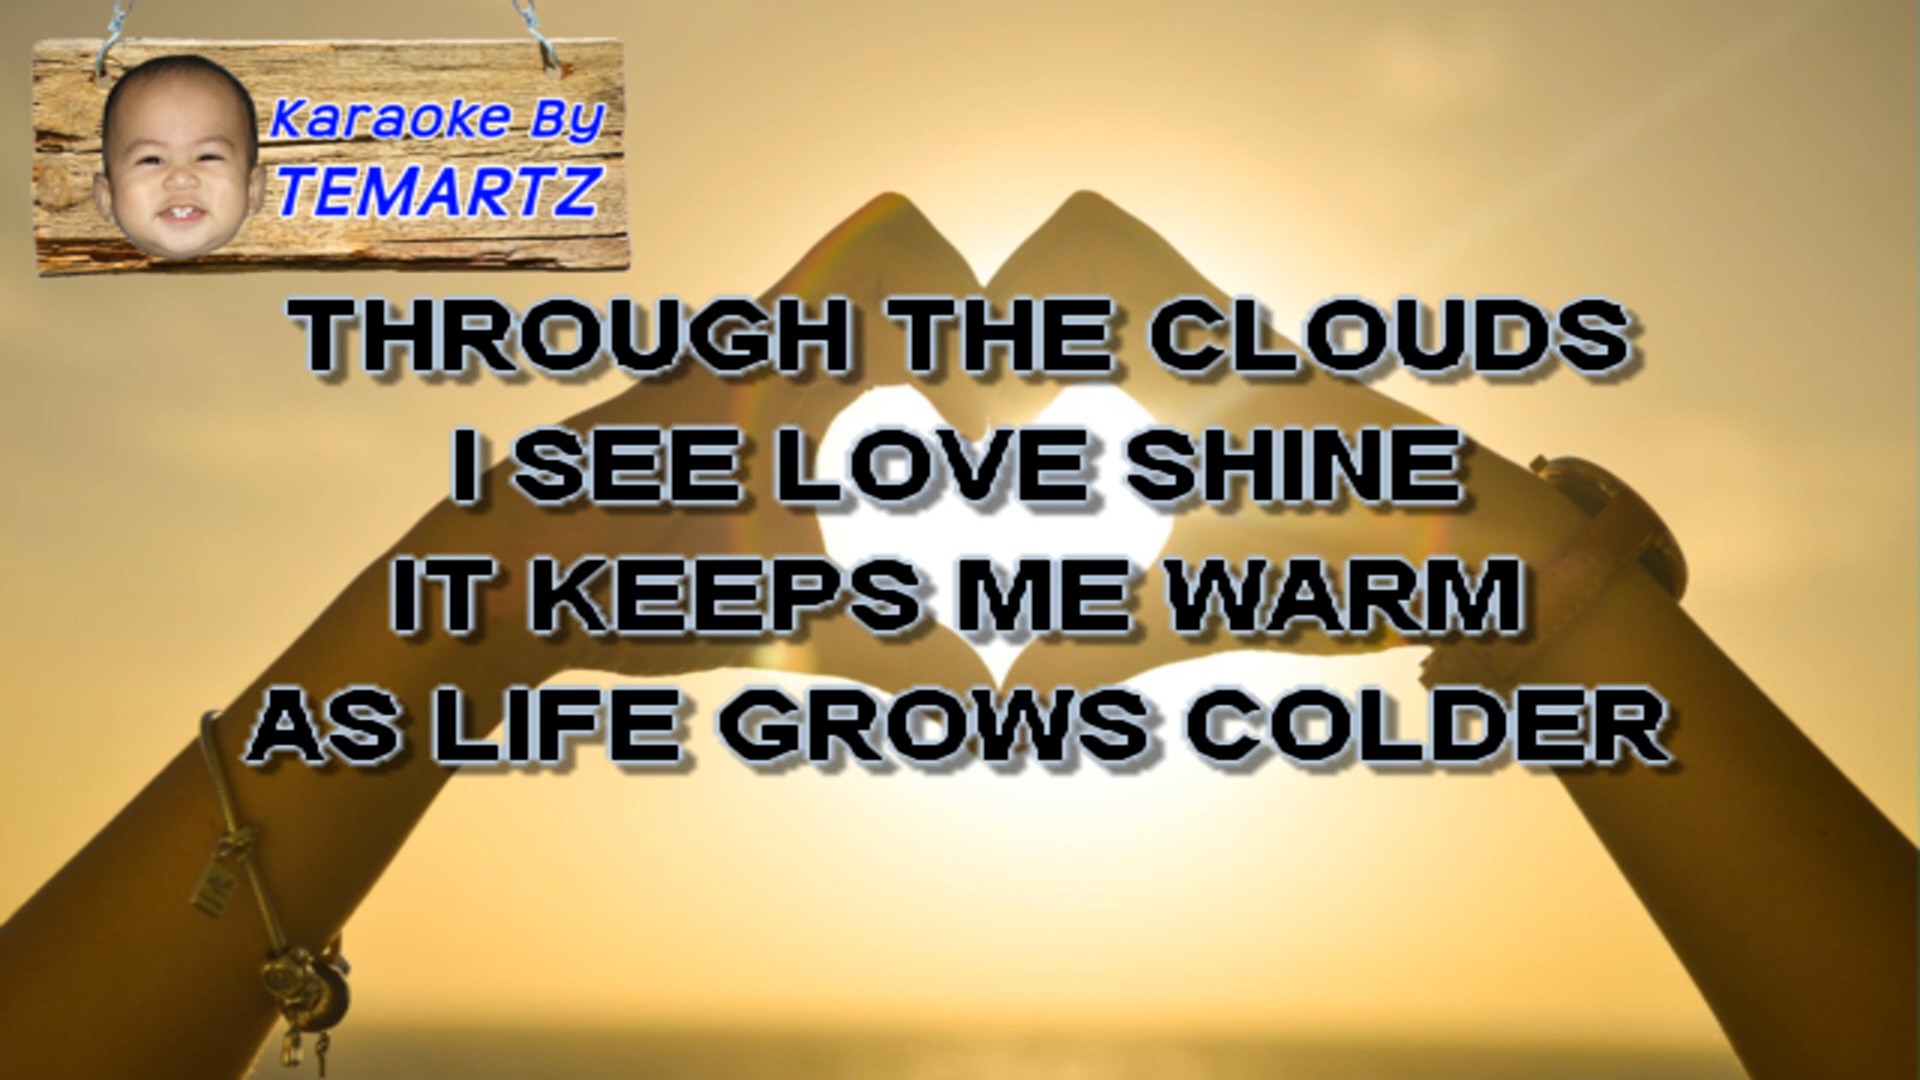 Karaoke By
TEMARTZ
THROUGH THE CLOUDS
I SEE LOVE SHINE
IT KEEPS ME WARM
AS LIFE GROWS COLDER